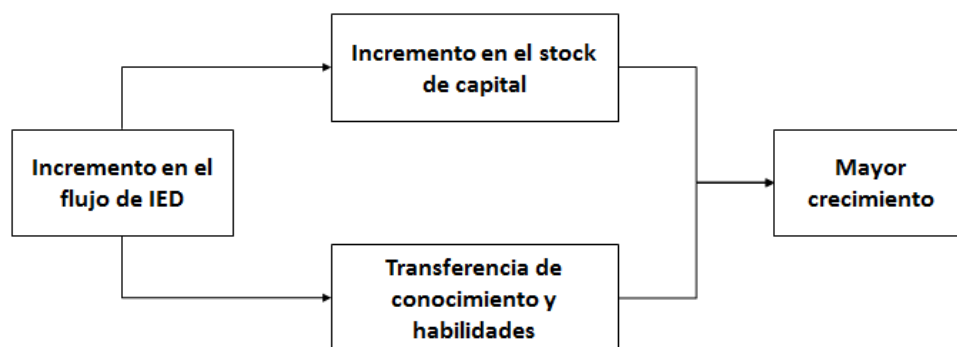 Incremento en el stock
de capital
Incremento en el
flujo de IED
Mayor
crecimiento
Transferencia de
conocimiento y
habilidades